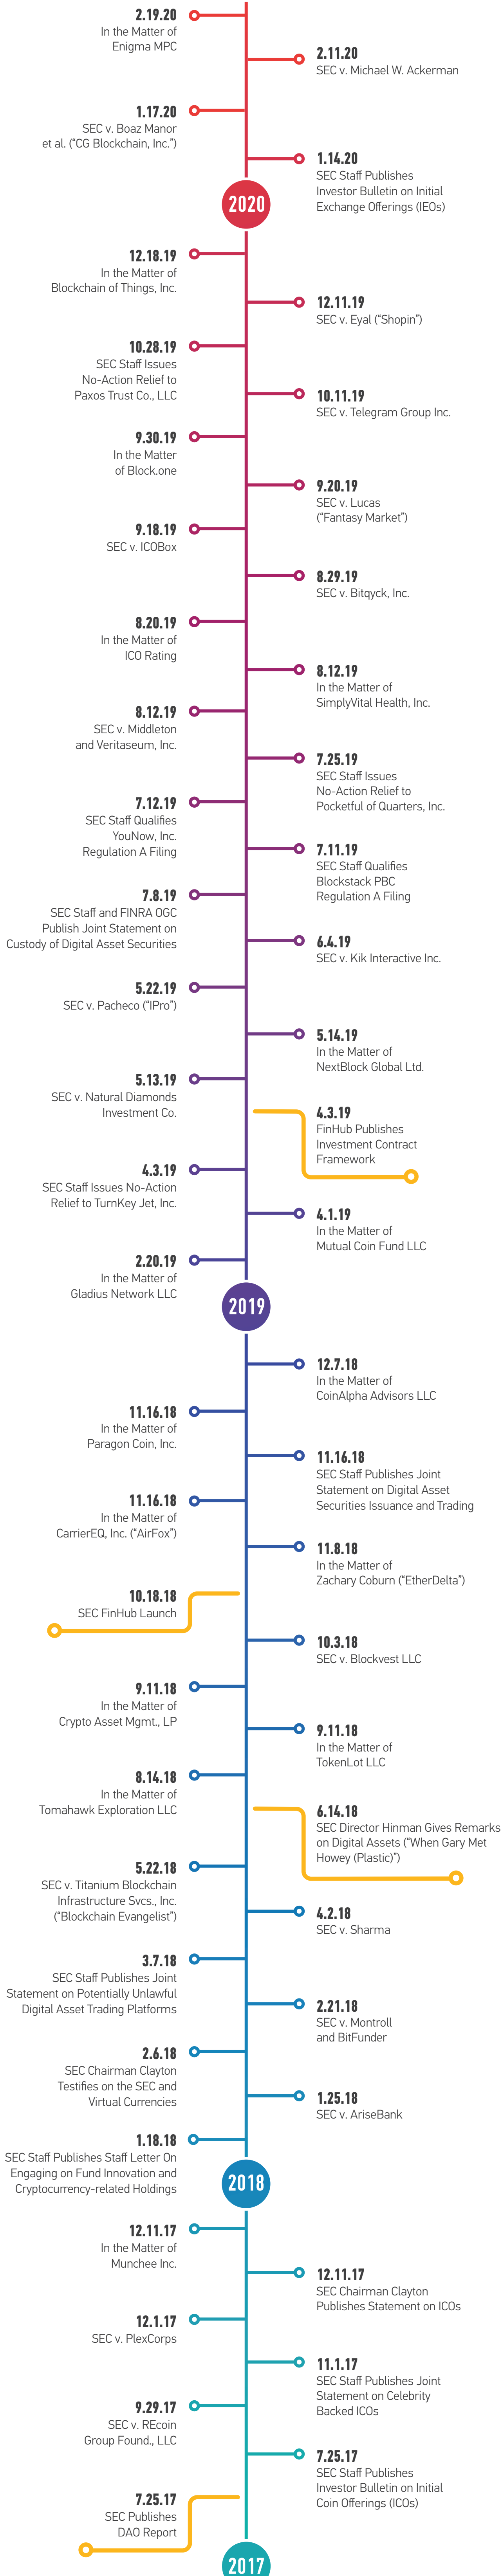 2.19.20
In the Matter of
Enigma MPC
2.11.20
SEC v. Michael W. Ackerman
1.17.20
SEC v. Boaz Manor
et al. (“CG Blockchain, Inc.”)
1.14.20
SEC Staff Publishes
Investor Bulletin on Initial
Exchange Offerings (IEOs)
2020
12.18.19
In the Matter of
Blockchain of Things, Inc.
12.11.19
SEC v. Eyal (“Shopin”)
10.28.19
SEC Staff Issues
No-Action Relief to
Paxos Trust Co., LLC
10.11.19
SEC v. Telegram Group Inc.
9.30.19
In the Matter
of Block.one
9.20.19
SEC v. Lucas
(“Fantasy Market”)
9.18.19
SEC v. ICOBox
8.29.19
SEC v. Bitqyck, Inc.
8.20.19
In the Matter of
ICO Rating
8.12.19
In the Matter of
SimplyVital Health, Inc.
8.12.19
SEC v. Middleton
and Veritaseum, Inc.
7.25.19
SEC Staff Issues
No-Action Relief to
Pocketful of Quarters, Inc.
7.12.19
SEC Staff Qualifies
YouNow, Inc.
Regulation A Filing
7.11.19
SEC Staff Qualifies
Blockstack PBC
Regulation A Filing
7.8.19
SEC Staff and FINRA OGC
Publish Joint Statement on
Custody of Digital Asset Securities
6.4.19
SEC v. Kik Interactive Inc.
5.22.19
SEC v. Pacheco (“IPro”)
5.14.19
In the Matter of
NextBlock Global Ltd.
5.13.19
SEC v. Natural Diamonds
Investment Co.
4.3.19
FinHub Publishes
Investment Contract
Framework
4.3.19
SEC Staff Issues No-Action
Relief to TurnKey Jet, Inc.
4.1.19
In the Matter of
Mutual Coin Fund LLC
2.20.19
In the Matter of
Gladius Network LLC
2019
12.7.18
In the Matter of
CoinAlpha Advisors LLC
11.16.18
In the Matter of
Paragon Coin, Inc.
11.16.18
SEC Staff Publishes Joint
Statement on Digital Asset
Securities Issuance and Trading
11.16.18
In the Matter of
CarrierEQ, Inc. (“AirFox”)
11.8.18
In the Matter of
Zachary Coburn (“EtherDelta”)
10.18.18
SEC FinHub Launch
10.3.18
SEC v. Blockvest LLC
9.11.18
In the Matter of
Crypto Asset Mgmt., LP
9.11.18
In the Matter of
TokenLot LLC
8.14.18
In the Matter of
Tomahawk Exploration LLC
6.14.18
SEC Director Hinman Gives Remarks
on Digital Assets (“When Gary Met
Howey (Plastic)”)
5.22.18
SEC v. Titanium Blockchain
Infrastructure Svcs., Inc.
(“Blockchain Evangelist”)
4.2.18
SEC v. Sharma
3.7.18
SEC Staff Publishes Joint
Statement on Potentially Unlawful
Digital Asset Trading Platforms
2.21.18
SEC v. Montroll
and BitFunder
2.6.18
SEC Chairman Clayton
Testifies on the SEC and
Virtual Currencies
1.25.18
SEC v. AriseBank
1.18.18
SEC Staff Publishes Staff Letter On
Engaging on Fund Innovation and
Cryptocurrency-related Holdings
2018
12.11.17
In the Matter of
Munchee Inc.
12.11.17
SEC Chairman Clayton
Publishes Statement on ICOs
12.1.17
SEC v. PlexCorps
11.1.17
SEC Staff Publishes Joint
Statement on Celebrity
Backed ICOs
9.29.17
SEC v. REcoin
Group Found., LLC
7.25.17
SEC Staff Publishes
Investor Bulletin on Initial
Coin Offerings (ICOs)
7.25.17
SEC Publishes
DAO Report
2017